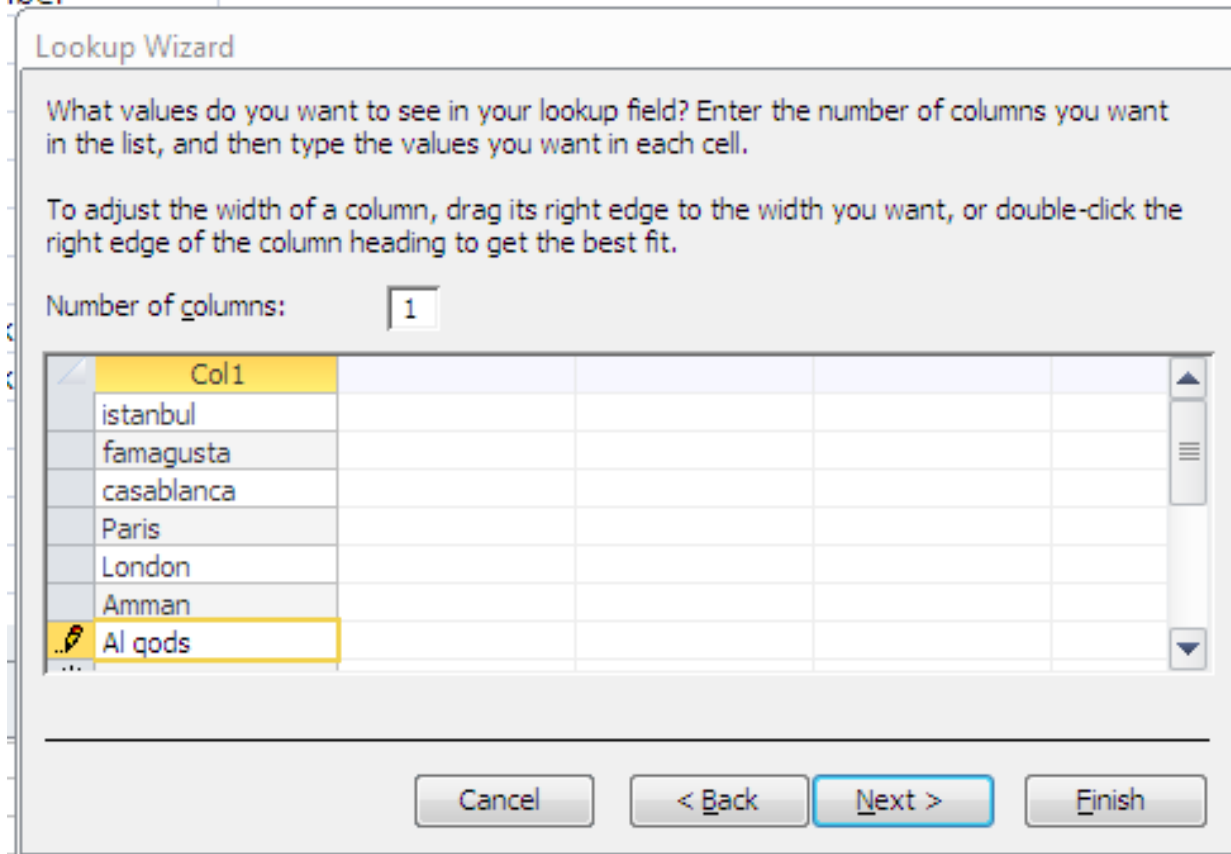 Lookup Wizard
What values do you want to see in your lookup field? Enter the number of columns you want
in the list, and then type the values you want in each cell.
To adjust the width of a column, drag its right edge to the width you want, or double-click the
right edge of the column heading to get the best fit.
Number of columns: 1
Col1
istanbul
famagusta
casablanca
Paris
London
Amman
Al qods
Cancel < Back Next > Finish